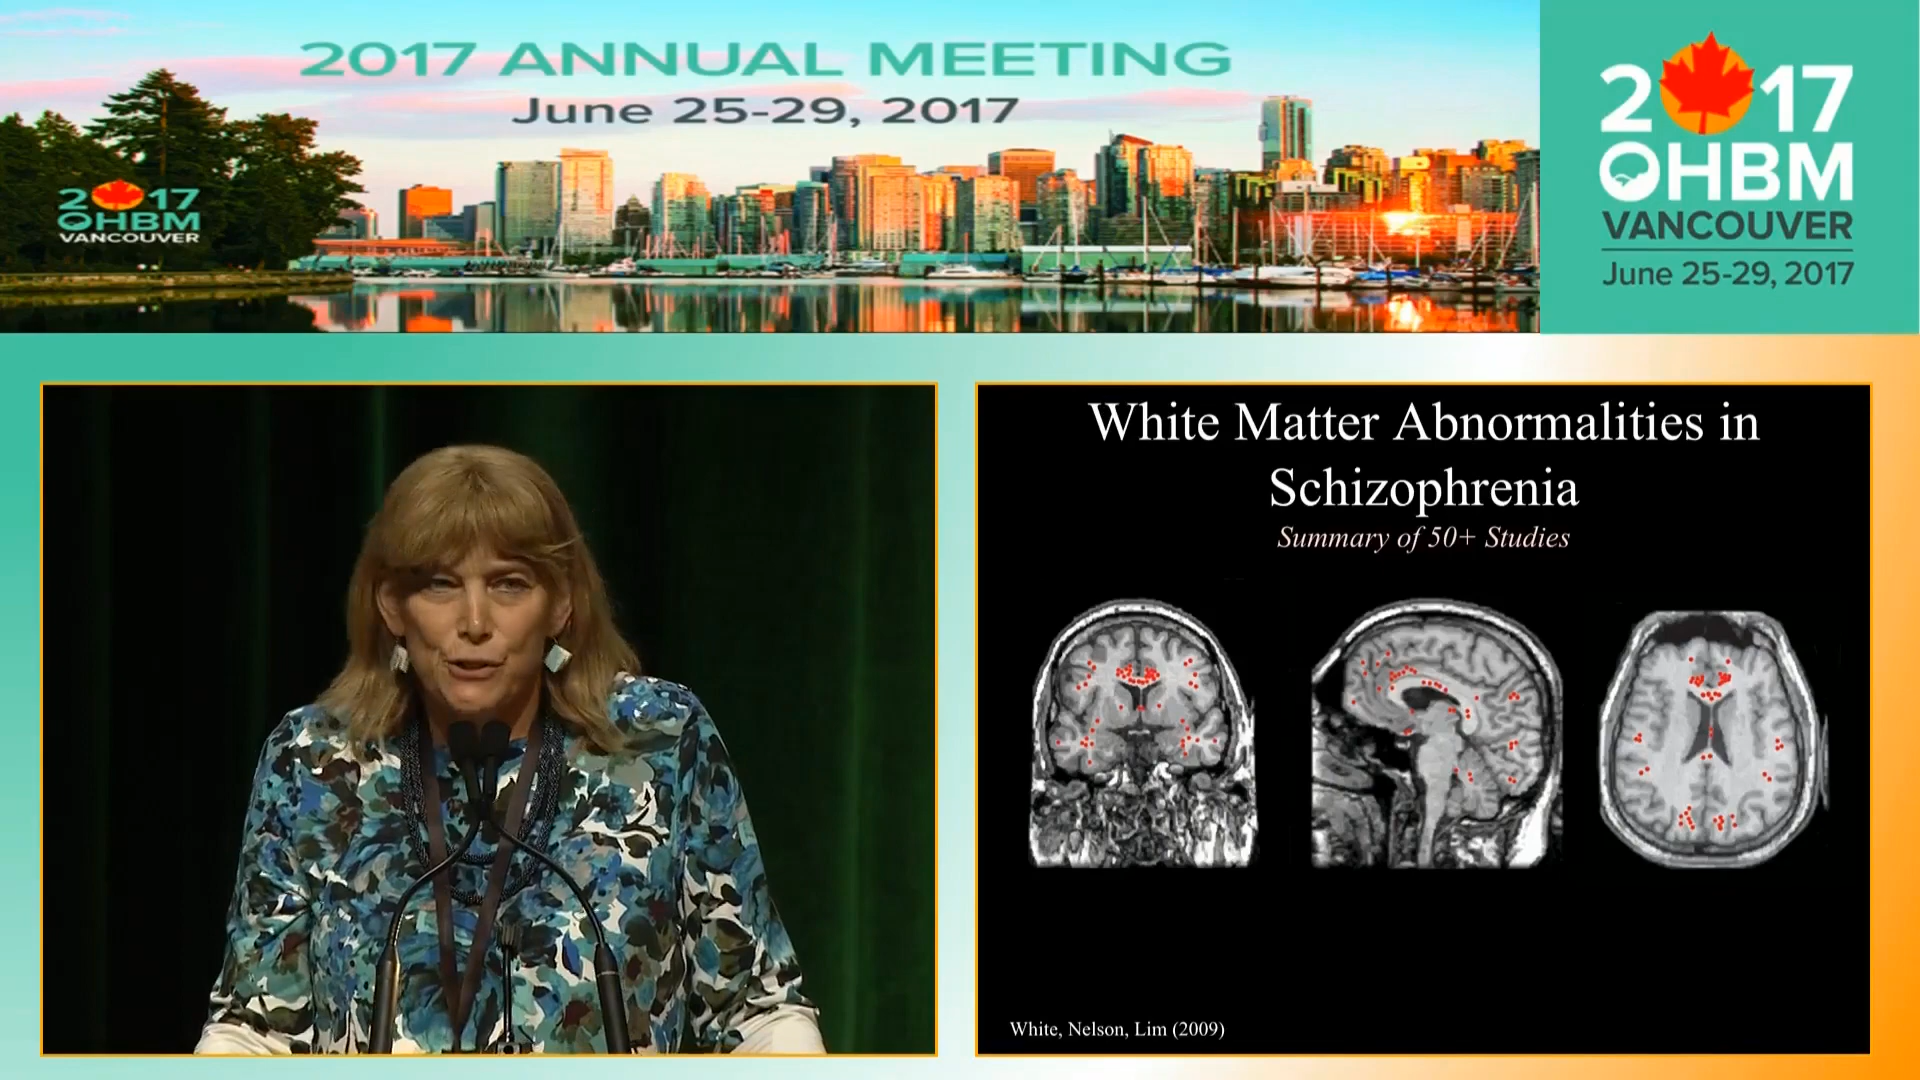 2017 ANNUAL MEETING
June 25-29, 2017
2017
OHBM
VANCOUVER
2017
OHBM
VANCOUVER
June 25-29, 2017
White Matter Abnormalities in
Schizophrenia
Summary of 50+ Studies
White, Nelson, Lim (2009)